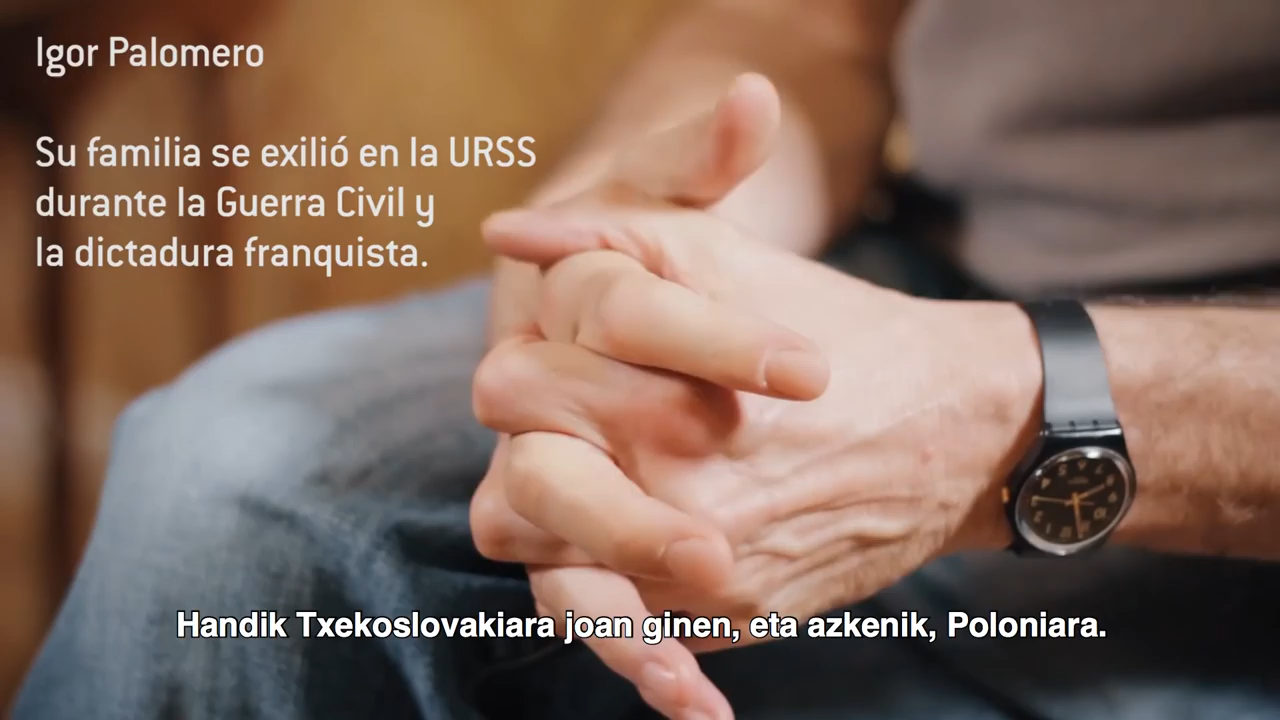 Igor Palomero
Su familia se exilió en la URSS
durante la Guerra Civil y
la dictadura franquista.
Handik Txekoslovakiara joan ginen, eta azkenik, Poloniara.